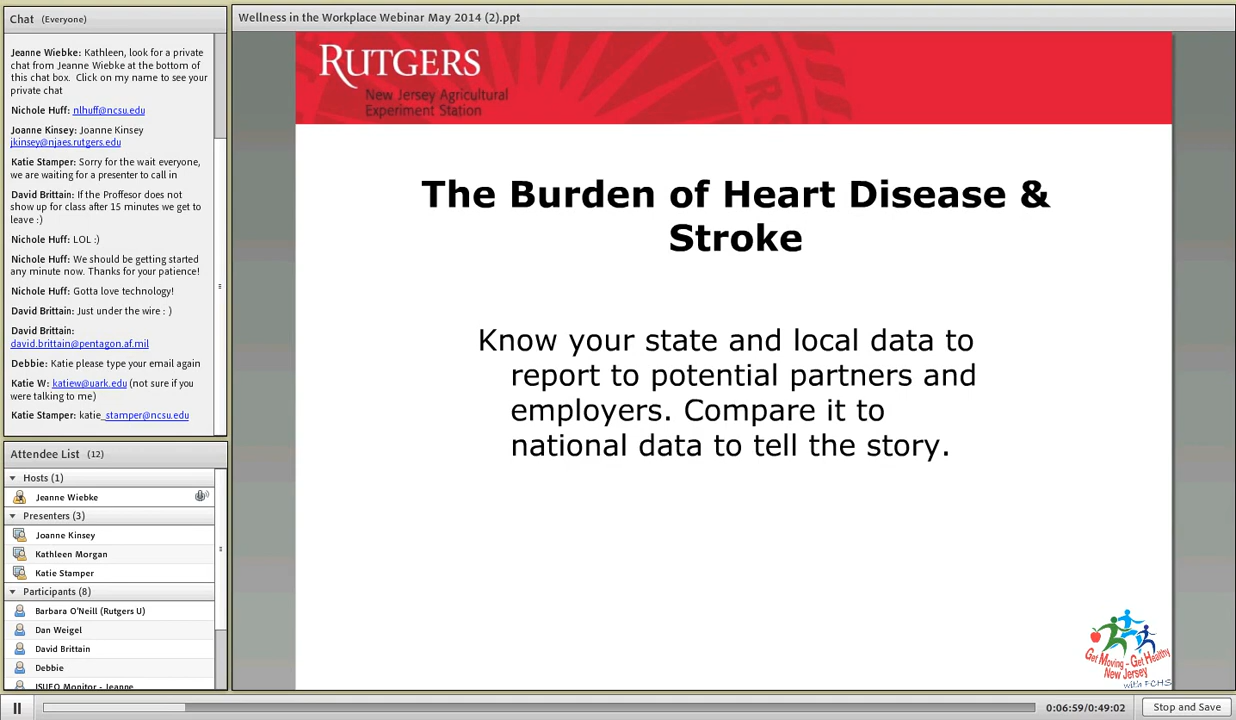 Chat (Everyone)
Jeanne Wiebke: Kathleen, look for a private
chat from Jeanne Wiebke at the bottom of
this chat box.  Click on my name to see your
private chat
Nichole Huff: nlhuff@ncsu.edu
Joanne Kinsey: Joanne Kinsey
jkinsey@njaes.rutgers.edu
Katie Stamper: Sorry for the wait everyone,
we are waiting for a presenter to call in
David Brittain: If the Proffesor does not
show up for class after 15 minutes we get to
leave :)
Nichole Huff: LOL :)
Nichole Huff: We should be getting started
any minute now. Thanks for your patience!
Nichole Huff: Gotta love technology!
David Brittain: Just under the wire : )
David Brittain:
david.brittain@pentagon.af.mil
Debbie: Katie please type your email again
Katie W: katiew@uark.edu (not sure if you
were talking to me)
Katie Stamper: katie_stamper@ncsu.edu
Attendee List (12)
Hosts (1)
Jeanne Wiebke
Presenters (3)
Joanne Kinsey
Kathleen Morgan
Katie Stamper
Participants (8)
Barbara O'Neill (Rutgers U)
Dan Weigel
David Brittain
Debbie
ISUEO Monitor - Jeanne
Wellness in the Workplace Webinar May 2014 (2).ppt
RUTGERS
New Jersey Agricultural
Experiment Station
The Burden of Heart Disease &
Stroke
Know your state and local data to
report to potential partners and
employers. Compare it to
national data to tell the story.
Get Moving - Get Healthy
New Jersey
with FCHS
0:06:59/0:49:02
Stop and Save